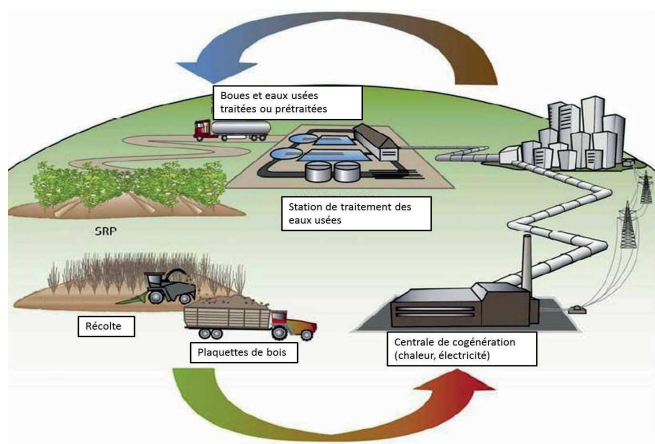 Boues et eaux usées
traitées ou prétraitées
Station de traitement des
eaux usées
SRP
Récolte
Plaquettes de bois
Centrale de cogénération
(chaleur, électricité)